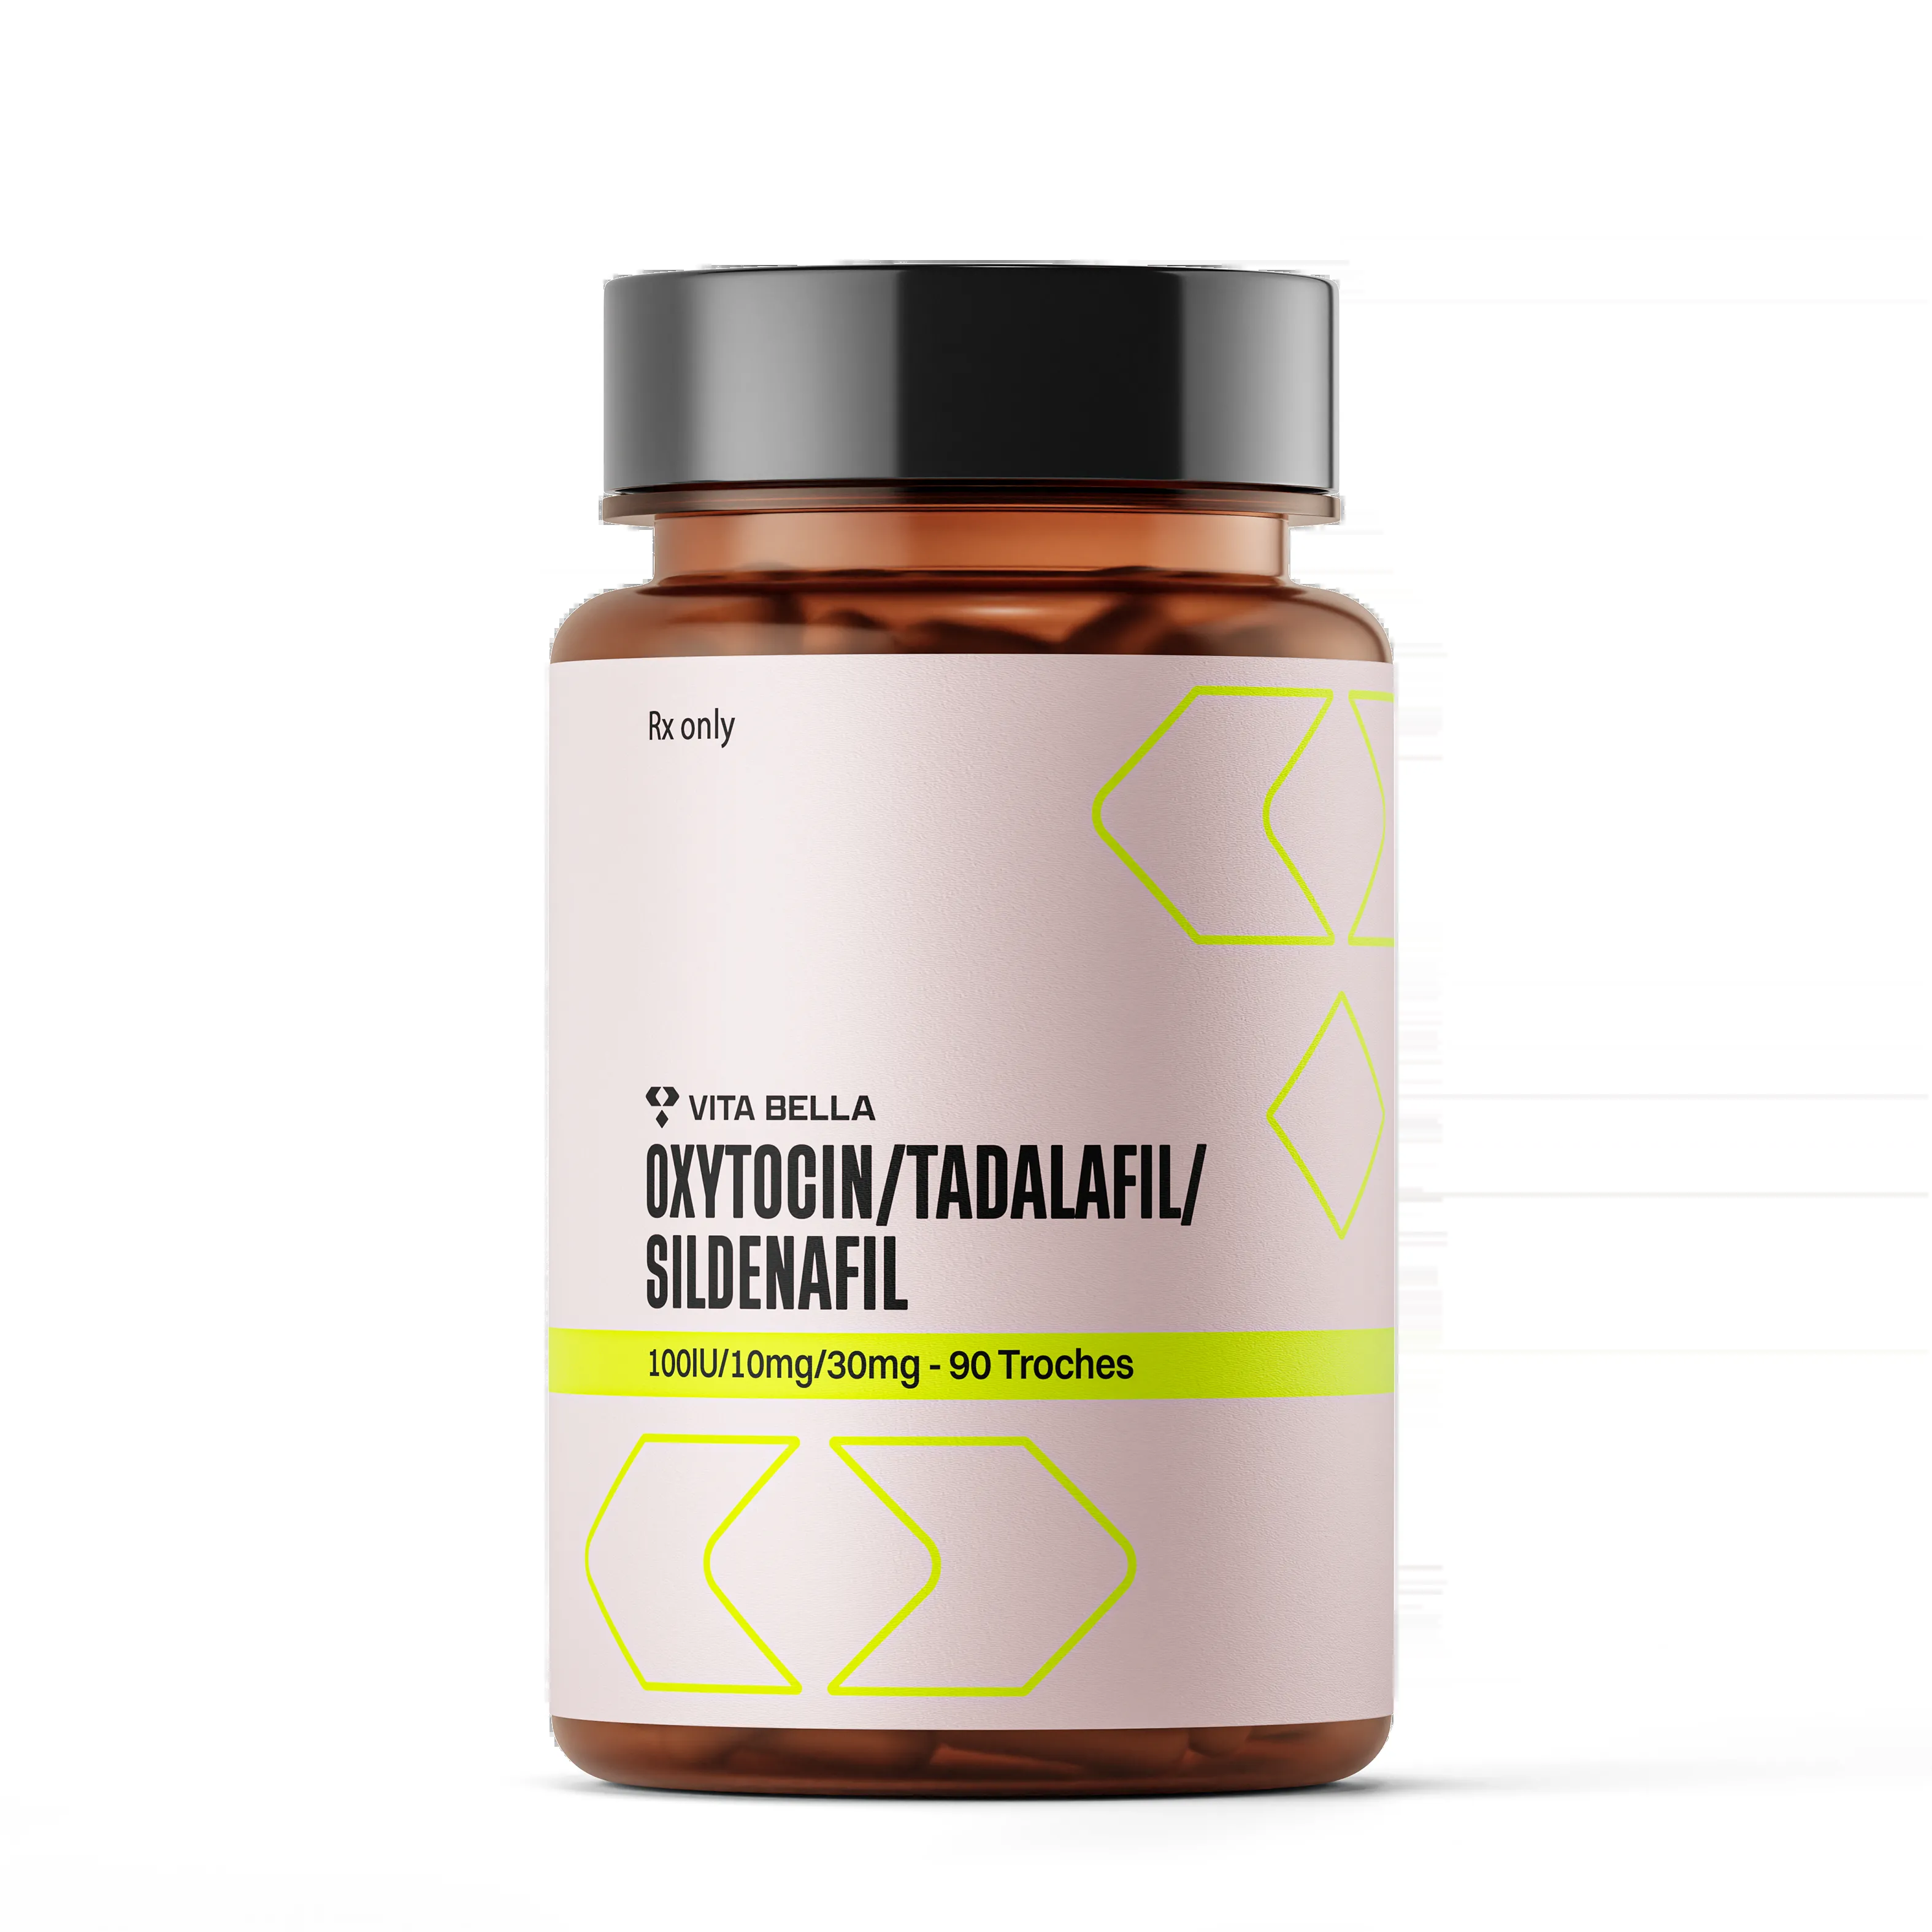 Rx only
VITA BELLA
OXYTOCIN/TADALAFIL/
SILDENAFIL
100IU/10mg/30mg - 90 Troches